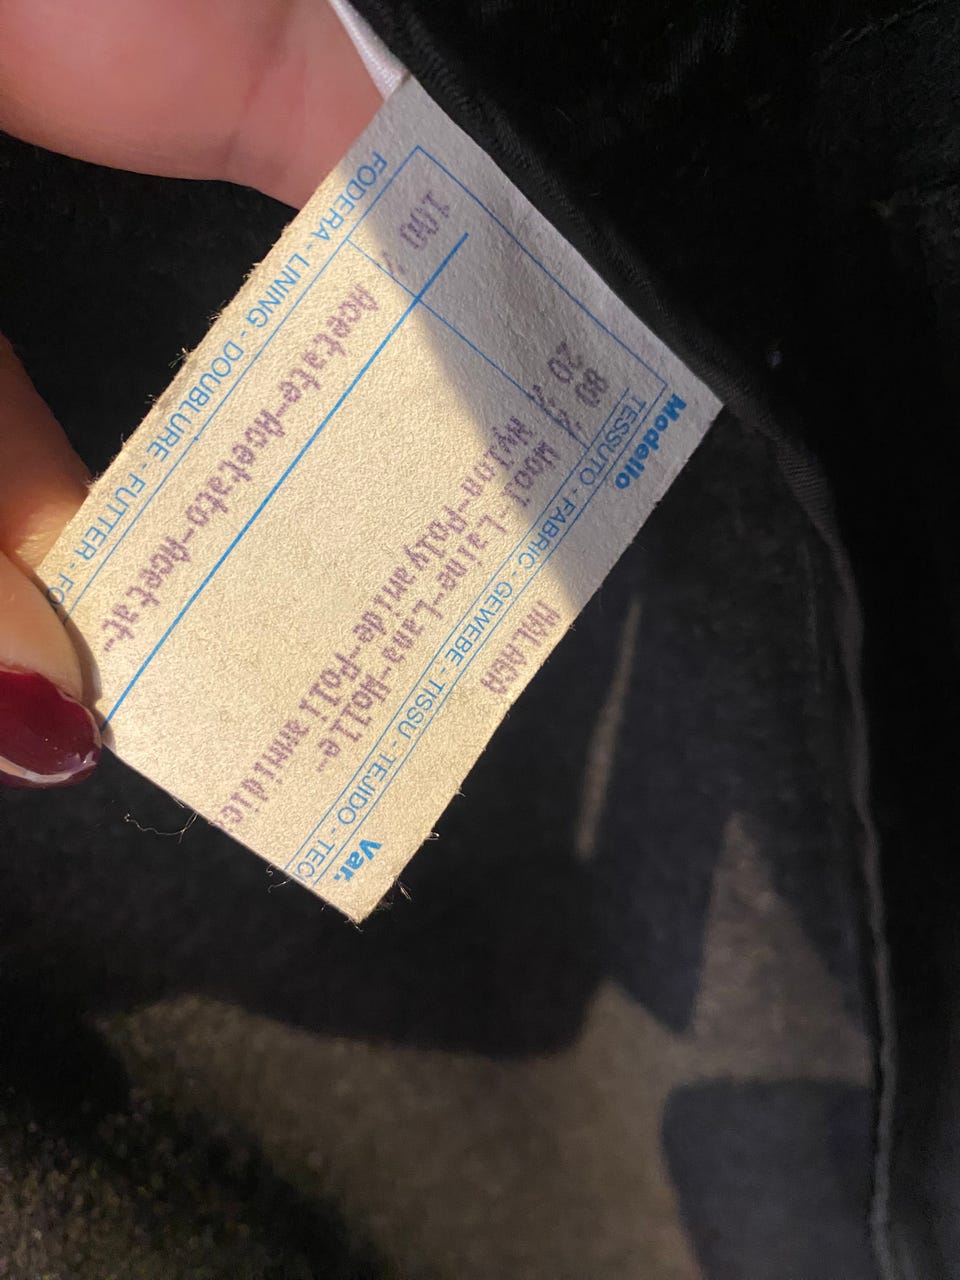 Modello MALAGA Var.
TESSUTO - FABRIC - GEWEBE - TISSU - TEJIDO - TEC
80 % Wool-Laine-Lana-Wolle-
20 % Nylon-Polyamide-Poliammidic
100 % Acetate-Acetato-Acetat-
FODERA - LINING - DOUBLURE - FUTTER - FO